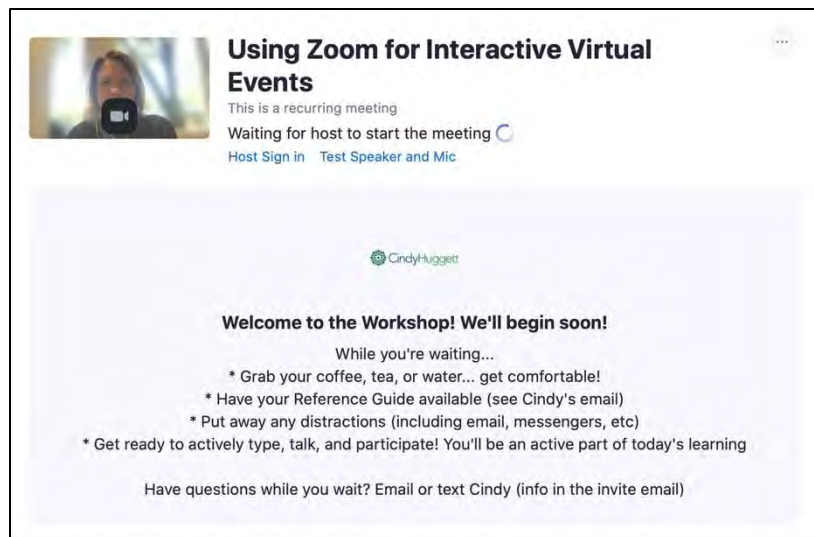 Using Zoom for Interactive Virtual
Events
This is a recurring meeting
Waiting for host to start the meeting
Host Sign in Test Speaker and Mic
CindyHuggett
Welcome to the Workshop! We'll begin soon!
While you're waiting...
* Grab your coffee, tea, or water... get comfortable!
* Have your Reference Guide available (see Cindy's email)
* Put away any distractions (including email, messengers, etc)
* Get ready to actively type, talk, and participate! You'll be an active part of today's learning
Have questions while you wait? Email or text Cindy (info in the invite email)